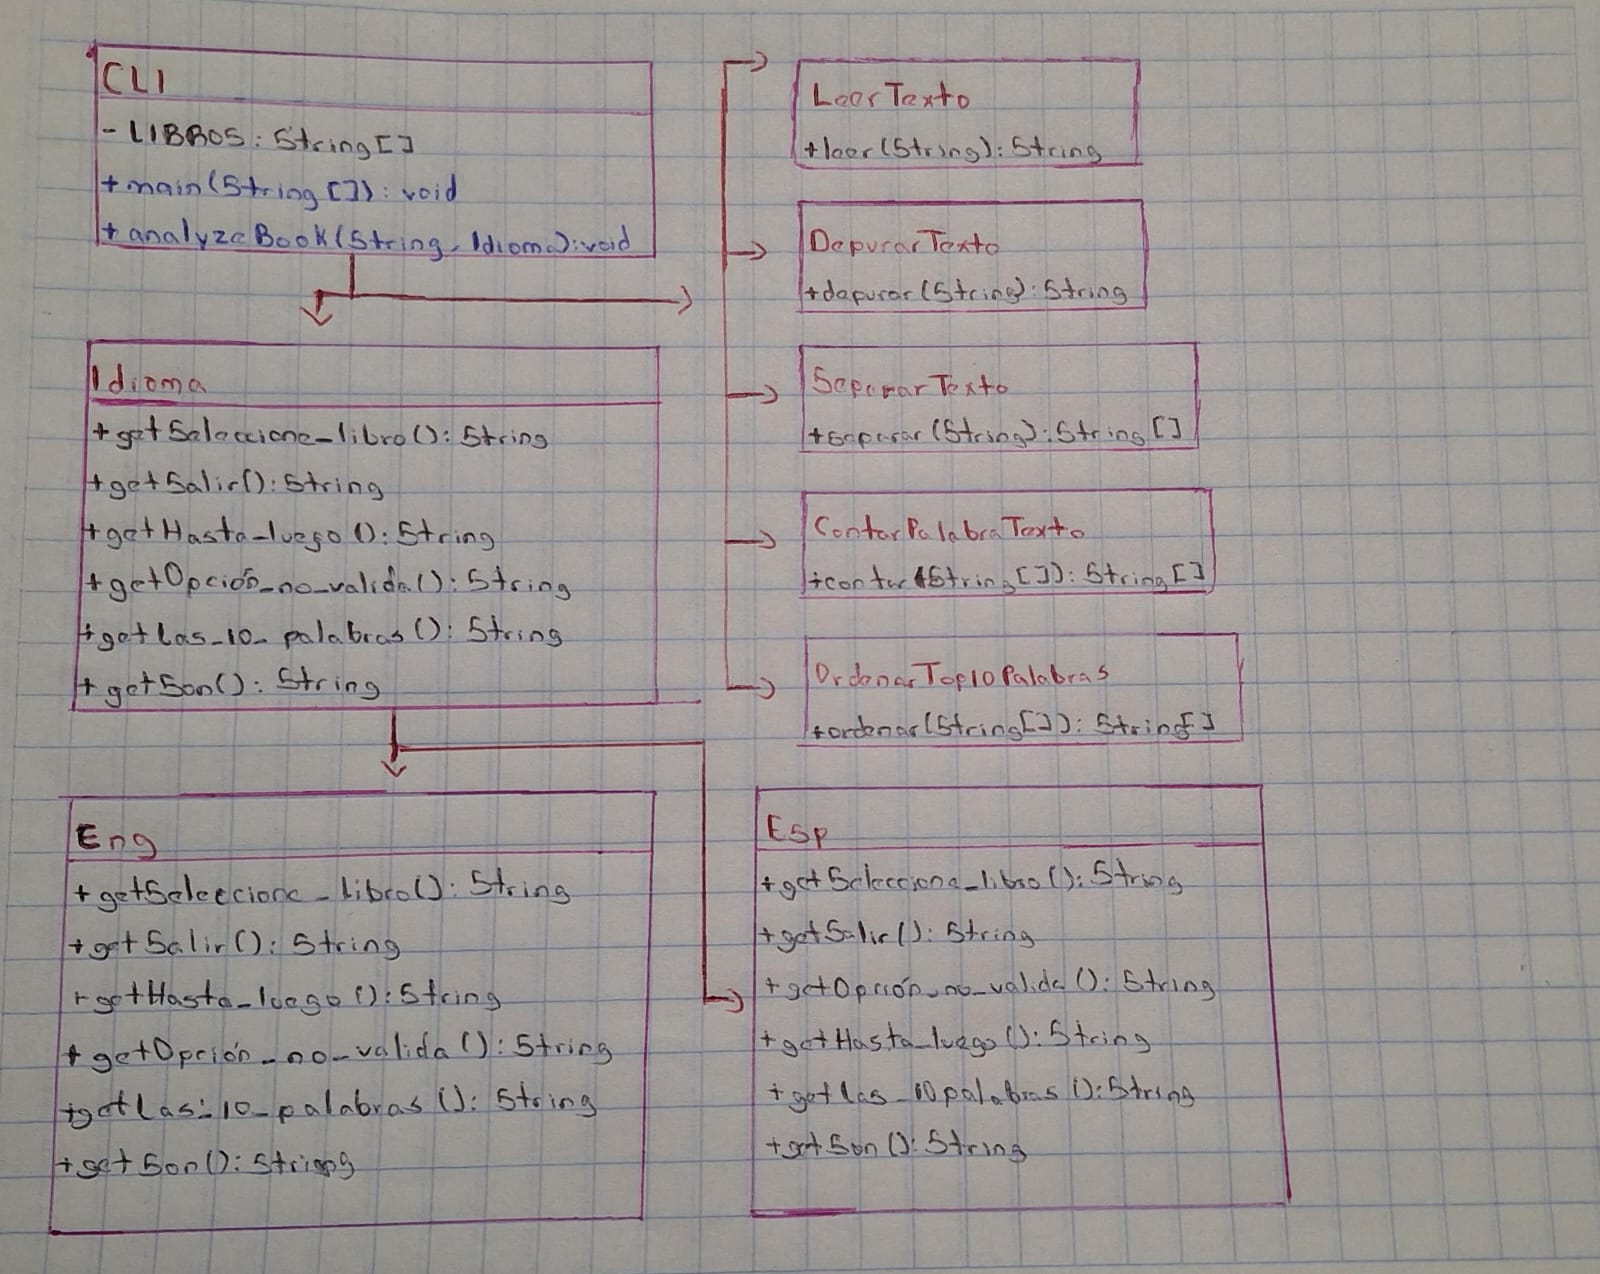 CLI
- LIBROS: String[]
+ main(String[]): void
+ analyzeBook(String, Idioma): void
Idioma
+ getSeleccione_libro(): String
+ getSalir(): String
+ getHasta_luego(): String
+ getOpción_no_valida(): String
+ getLas_10_palabras(): String
+ getSon(): String
LeerTexto
+ leer(String): String
DepurarTexto
+ depurar(String): String
SepararTexto
+ separar(String): String[]
ContarPalabraTexto
+ contar(String[]): String[]
OrdenarTop10Palabras
+ ordenar(String[]): String[]
Eng
+ getSeleccione_libro(): String
+ getSalir(): String
+ getHasta_luego(): String
+ getOpción_no_valida(): String
+ getLas_10_palabras(): String
+ getSon(): String
Esp
+ getSeleccione_libro(): String
+ getSalir(): String
+ getOpción_no_valida(): String
+ getHasta_luego(): String
+ getLas_10palabras(): String
+ getSon(): String